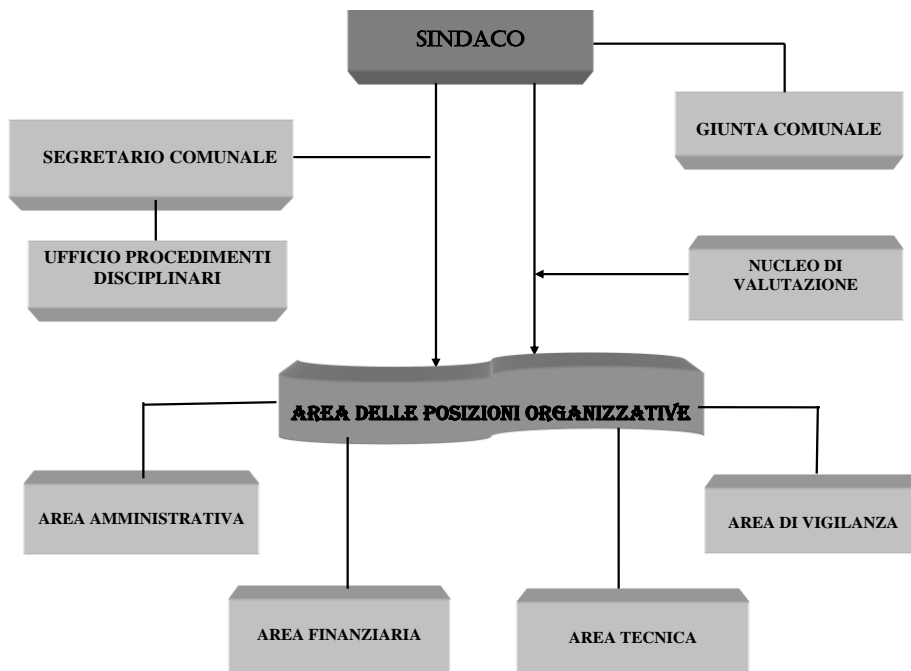 SINDACO
GIUNTA COMUNALE
SEGRETARIO COMUNALE
UFFICIO PROCEDIMENTI
DISCIPLINARI
NUCLEO DI
VALUTAZIONE
AREA DELLE POSIZIONI ORGANIZZATIVE
AREA AMMINISTRATIVA
AREA DI VIGILANZA
AREA FINANZIARIA
AREA TECNICA